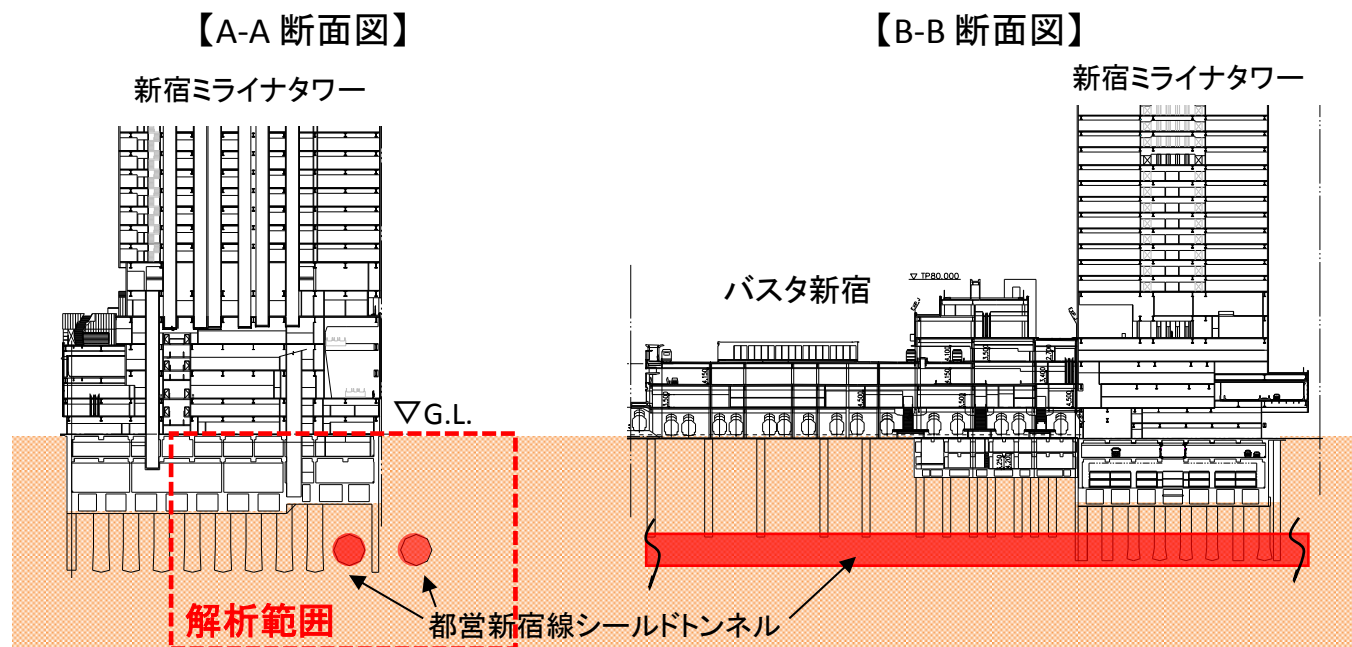 【A-A 断面図】
【B-B 断面図】
新宿ミライナタワー
新宿ミライナタワー
▽ TP80.000
バスタ新宿
▽G.L.
解析範囲
都営新宿線シールドトンネル